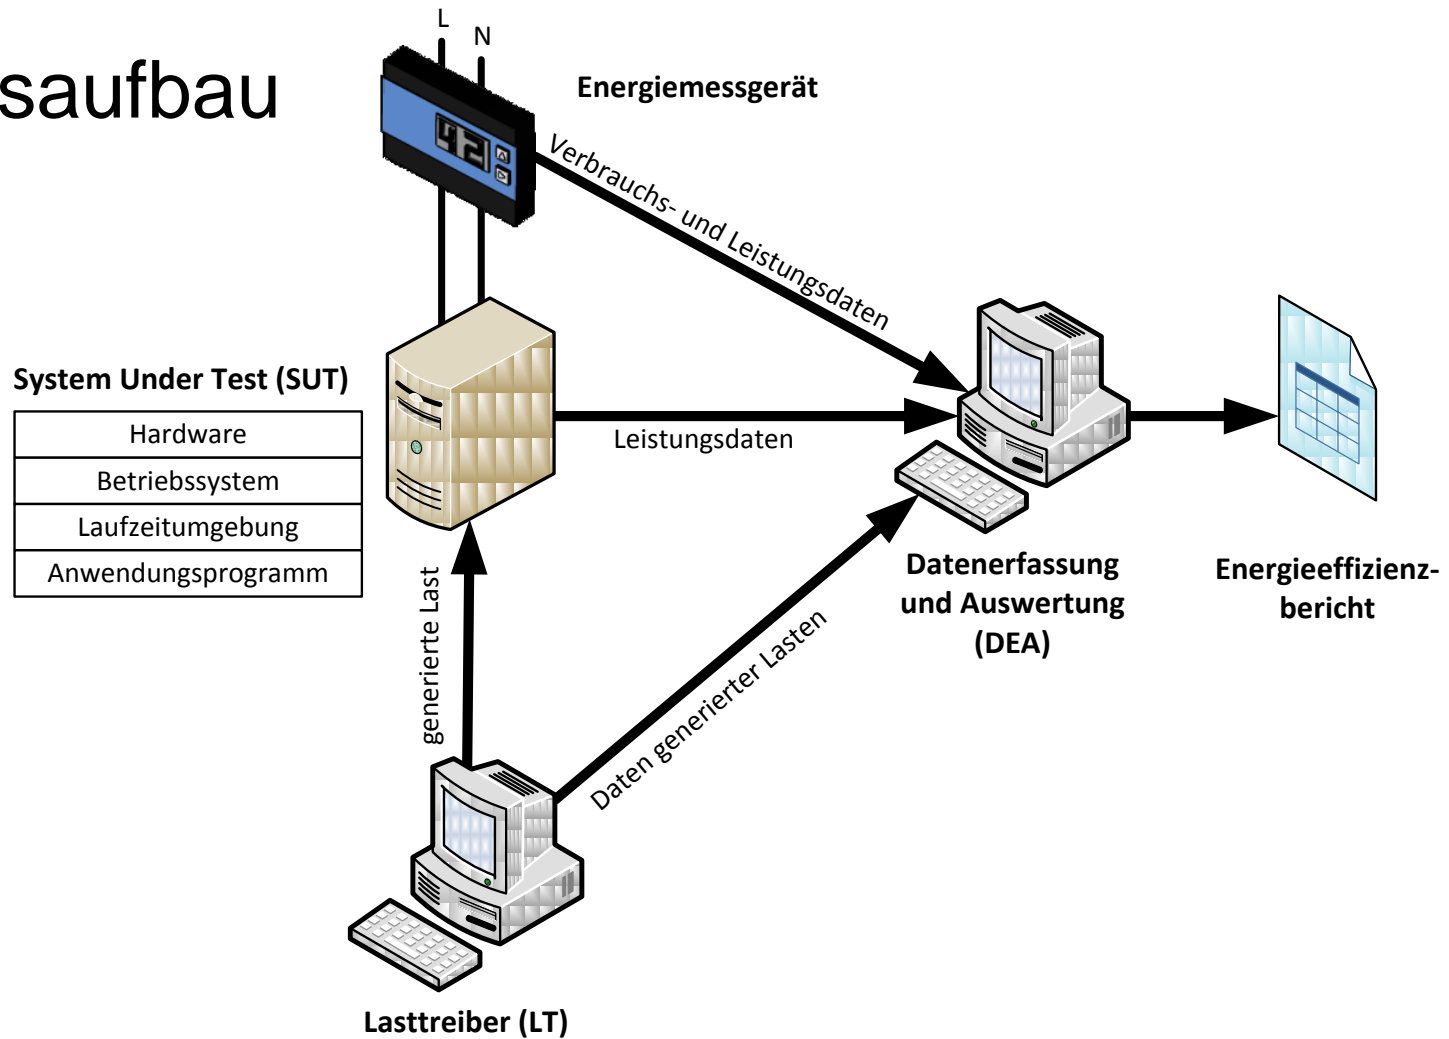 L
N
saufbau
Energiemessgerät
42
Verbrauchs- und Leistungsdaten
System Under Test (SUT)
Hardware
Betriebssystem
Laufzeitumgebung
Anwendungsprogramm
Leistungsdaten
generierte Last
Daten generierter Lasten
Datenerfassung
und Auswertung
(DEA)
Energieeffizienz-
bericht
Lasttreiber (LT)